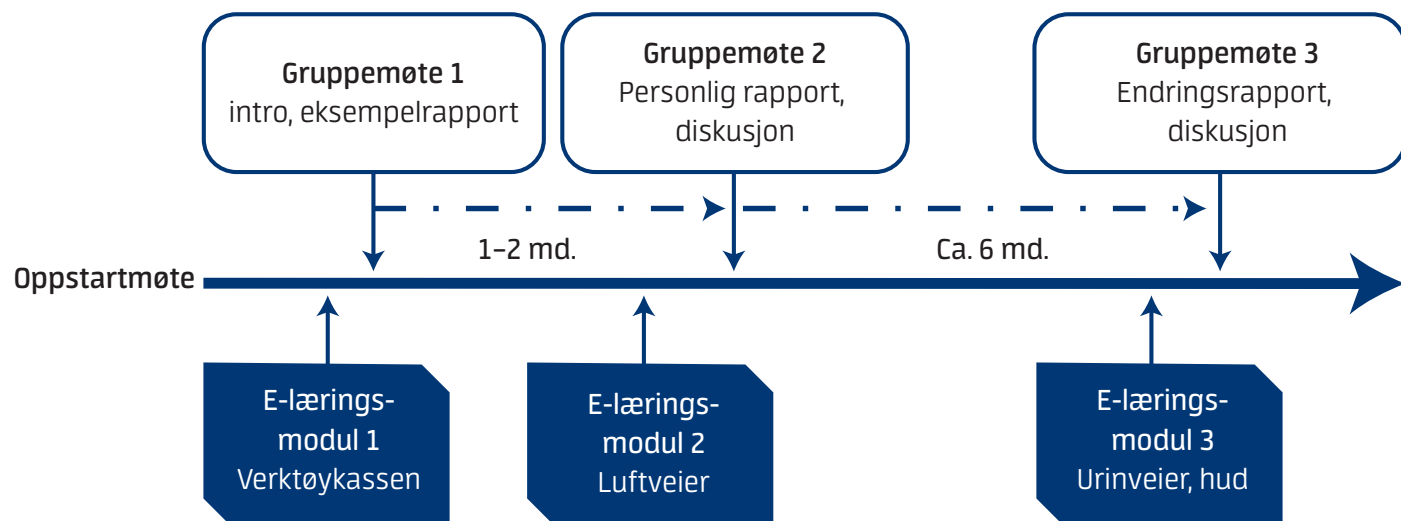 Gruppemøte 1
intro, eksempelrapport
Gruppemøte 2
Personlig rapport,
diskusjon
Gruppemøte 3
Endringsrapport,
diskusjon
1–2 md.
Ca. 6 md.
Oppstartmøte
E-lærings-
modul 1
Verktøykassen
E-lærings-
modul 2
Luftveier
E-lærings-
modul 3
Urinveier, hud